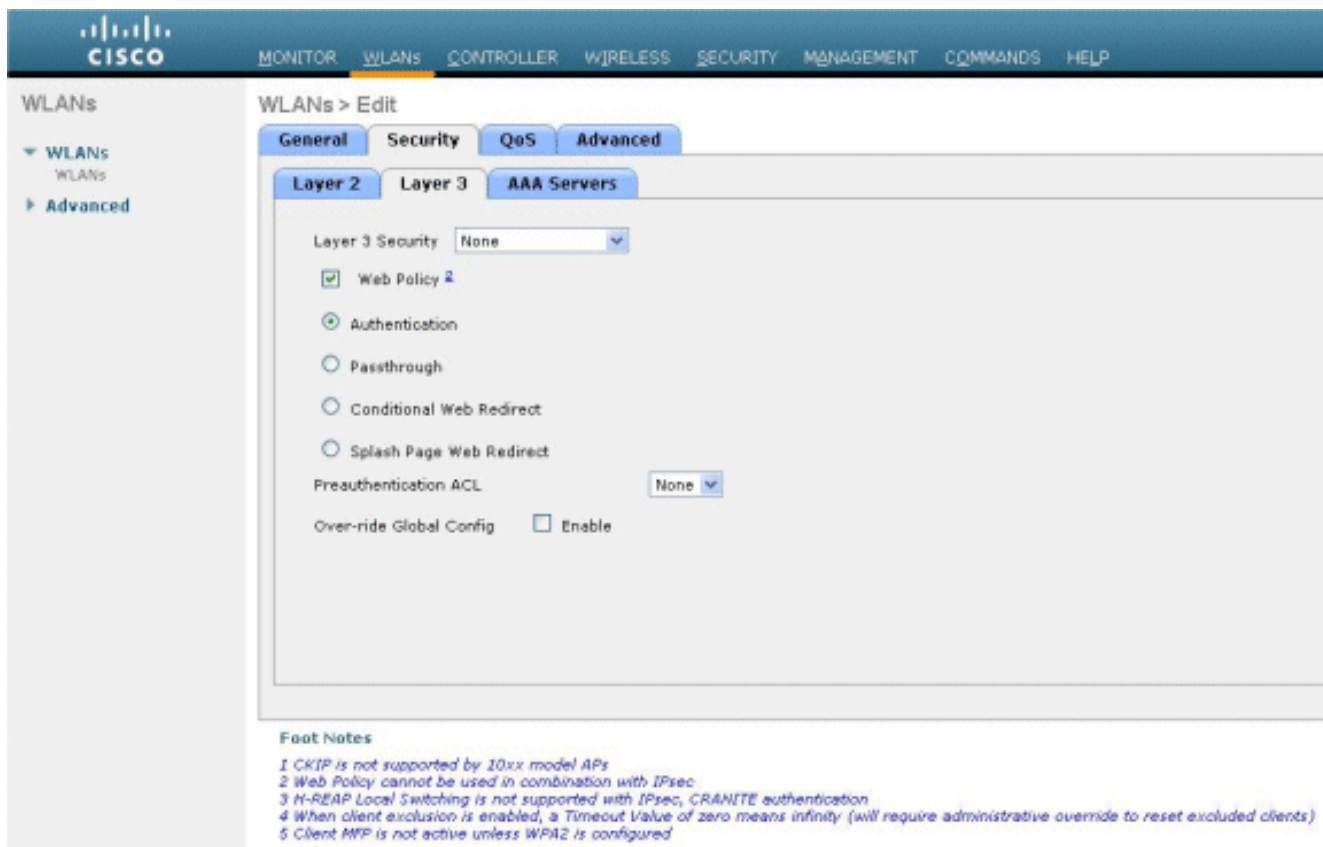 CISCO
MONITOR WLANs CONTROLLER WIRELESS SECURITY MANAGEMENT COMMANDS HELP
WLANs
WLANs
WLANs
Advanced
WLANs > Edit
General Security QoS Advanced
Layer 2 Layer 3 AAA Servers
Layer 3 Security None
Web Policy 2
Authentication
Passthrough
Conditional Web Redirect
Splash Page Web Redirect
Preauthentication ACL None
Over-ride Global Config Enable
Foot Notes
1 CKIP is not supported by 10xx model APs
2 Web Policy cannot be used in combination with IPsec
3 H-REAP Local Switching is not supported with IPsec, CRANITE authentication
4 When client exclusion is enabled, a Timeout Value of zero means infinity (will require administrative override to reset excluded clients)
5 Client MFP is not active unless WPA2 is configured